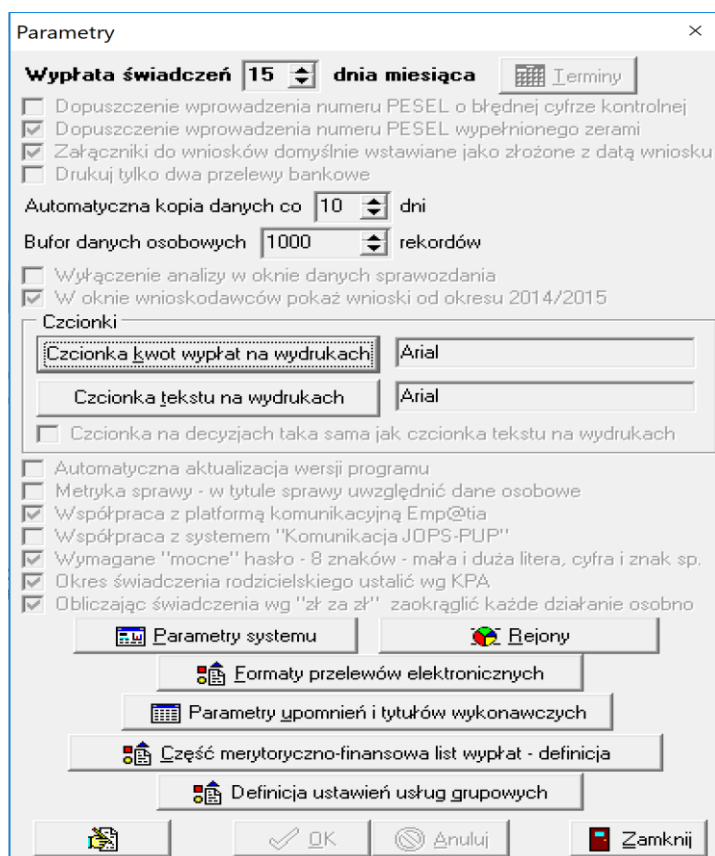 Parametry
Wypłata świadczeń 15 dnia miesiąca Terminy
Dopuszczenie wprowadzenia numeru PESEL o błędnej cyfrze kontrolnej
Dopuszczenie wprowadzenia numeru PESEL wypełnionego zerami
Załączniki do wniosków domyślnie wstawiane jako złożone z datą wniosku
Drukuj tylko dwa przelewy bankowe
Automatyczna kopia danych co 10 dni
Bufor danych osobowych 1000 rekordów
Wyłączenie analizy w oknie danych sprawozdania
W oknie wnioskodawców pokaż wnioski od okresu 2014/2015
Czcionki
Czcionka kwot wypłat na wydrukach Arial
Czcionka tekstu na wydrukach Arial
Czcionka na decyzjach taka sama jak czcionka tekstu na wydrukach
Automatyczna aktualizacja wersji programu
Metryka sprawy - w tytule sprawy uwzględnić dane osobowe
Współpraca z platformą komunikacyjną Emp@tia
Współpraca z systemem "Komunikacja JOPS-PUP"
Wymagane "mocne" hasło - 8 znaków - mała i duża litera, cyfra i znak sp.
Okres świadczenia rodzicielskiego ustalić wg KPA
Obliczając świadczenia wg "zł za zł" zaokrąglić każde działanie osobno
Parametry systemu Rejony
Formaty przelewów elektronicznych
Parametry upomnień i tytułów wykonawczych
Część merytoryczno-finansowa list wypłat - definicja
Definicja ustawień usług grupowych
OK Anuluj Zamknij